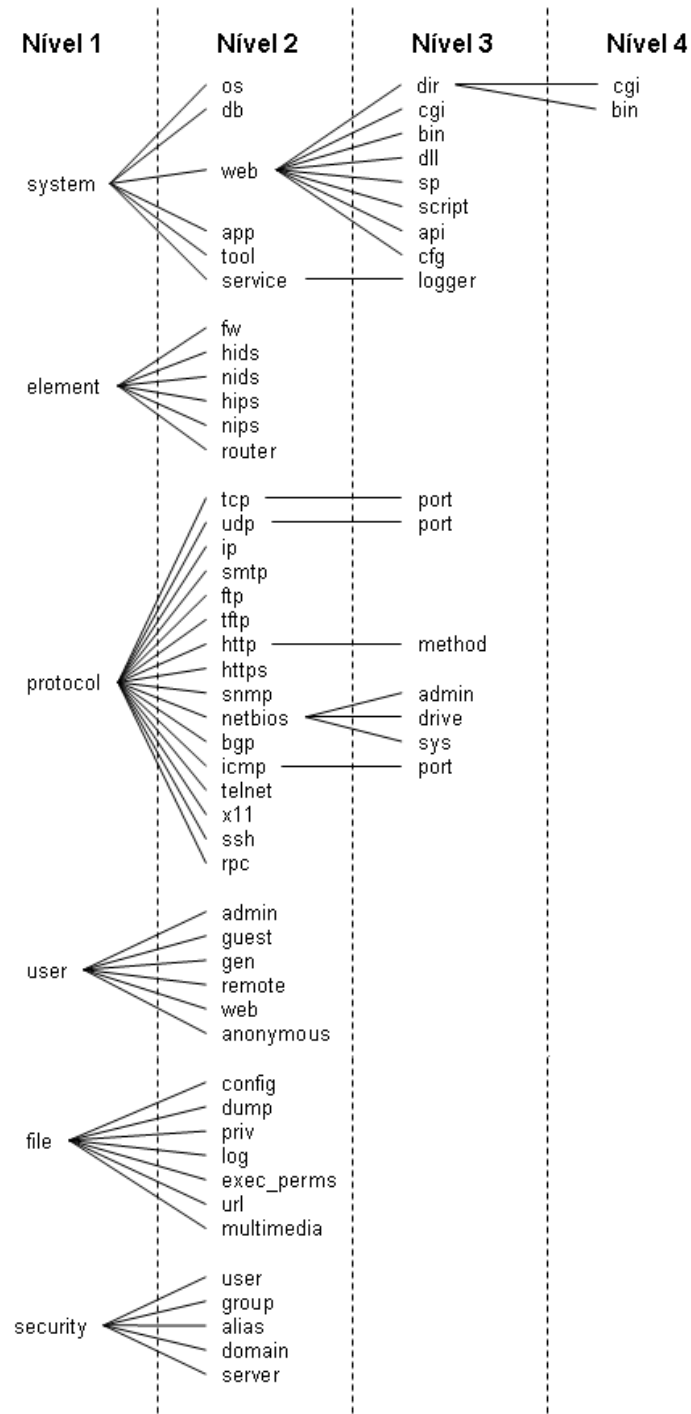 Nível 1 Nível 2 Nível 3 Nível 4
os dir cgi
db cgi bin
bin
web dll
system sp
script
app api
tool cfg
service logger
fw
hids
nids
element
hips
nips
router
tcp port
udp port
ip
smtp
ftp
tftp
http method
https
protocol
snmp admin
netbios drive
bgp sys
icmp port
telnet
x11
ssh
rpc
admin
guest
gen
user
remote
web
anonymous
config
dump
priv
file
log
exec_perms
url
multimedia
user
group
security alias
domain
server